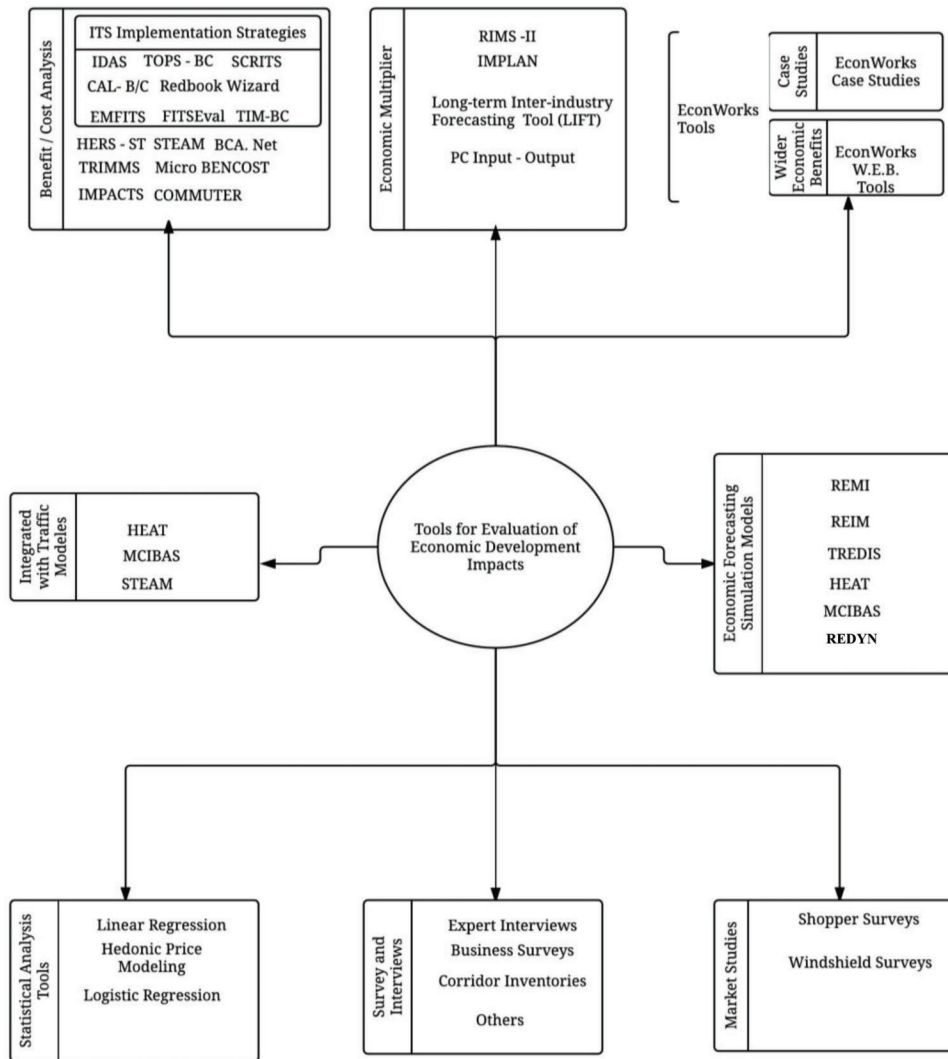 Benefit / Cost Analysis
ITS Implementation Strategies
IDAS TOPS - BC SCRITS
CAL- B/C Redbook Wizard
EMFITS FITSEval TIM-BC
HERS - ST STEAM BCA. Net
TRIMMS Micro BENCOST
IMPACTS COMMUTER
Economic Multiplier
RIMS -II
IMPLAN
Long-term Inter-industry
Forecasting Tool (LIFT)
PC Input - Output
EconWorks
Tools
Case
Studies
EconWorks
Case Studies
Wider
Economic
Benefits
EconWorks
W.E.B.
Tools
Integrated
with Traffic
Modeles
HEAT
MCIBAS
STEAM
Tools for Evaluation of
Economic Development
Impacts
Economic Forecasting
Simulation Models
REMI
REIM
TREDIS
HEAT
MCIBAS
REDYN
Statistical Analysis
Tools
Linear Regression
Hedonic Price
Modeling
Logistic Regression
Survey and
Interviews
Expert Interviews
Business Surveys
Corridor Inventories
Others
Market Studies
Shopper Surveys
Windshield Surveys